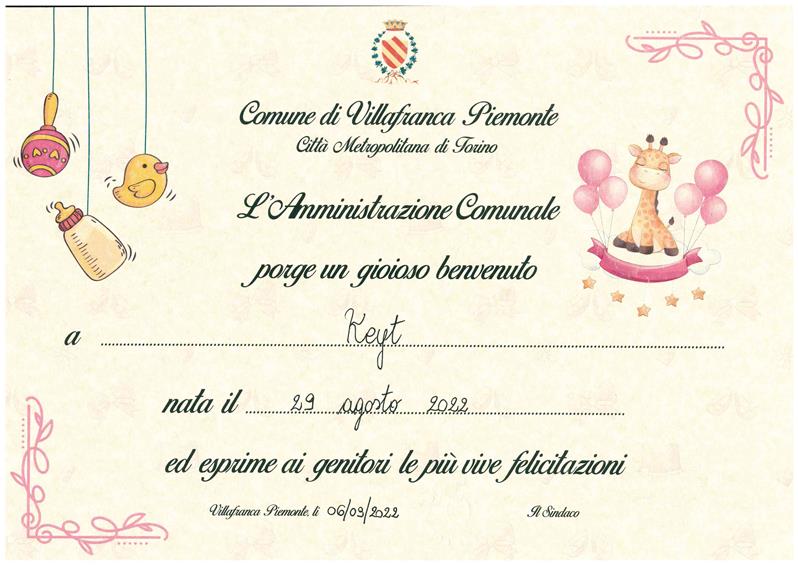 Comune di Villafranca Piemonte
Città Metropolitana di Torino
L'Amministrazione Comunale
porge un gioioso benvenuto
a Keyt
nata il 29 agosto 2022
ed esprime ai genitori le più vive felicitazioni
Villafranca Piemonte, lì 06/09/2022
Il Sindaco